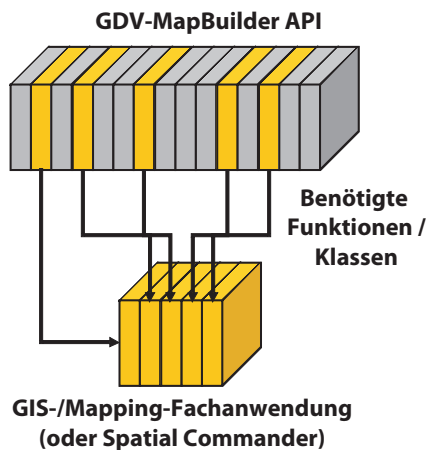 GDV-MapBuilder API
Benötigte
Funktionen /
Klassen
GIS-/Mapping-Fachanwendung
(oder Spatial Commander)